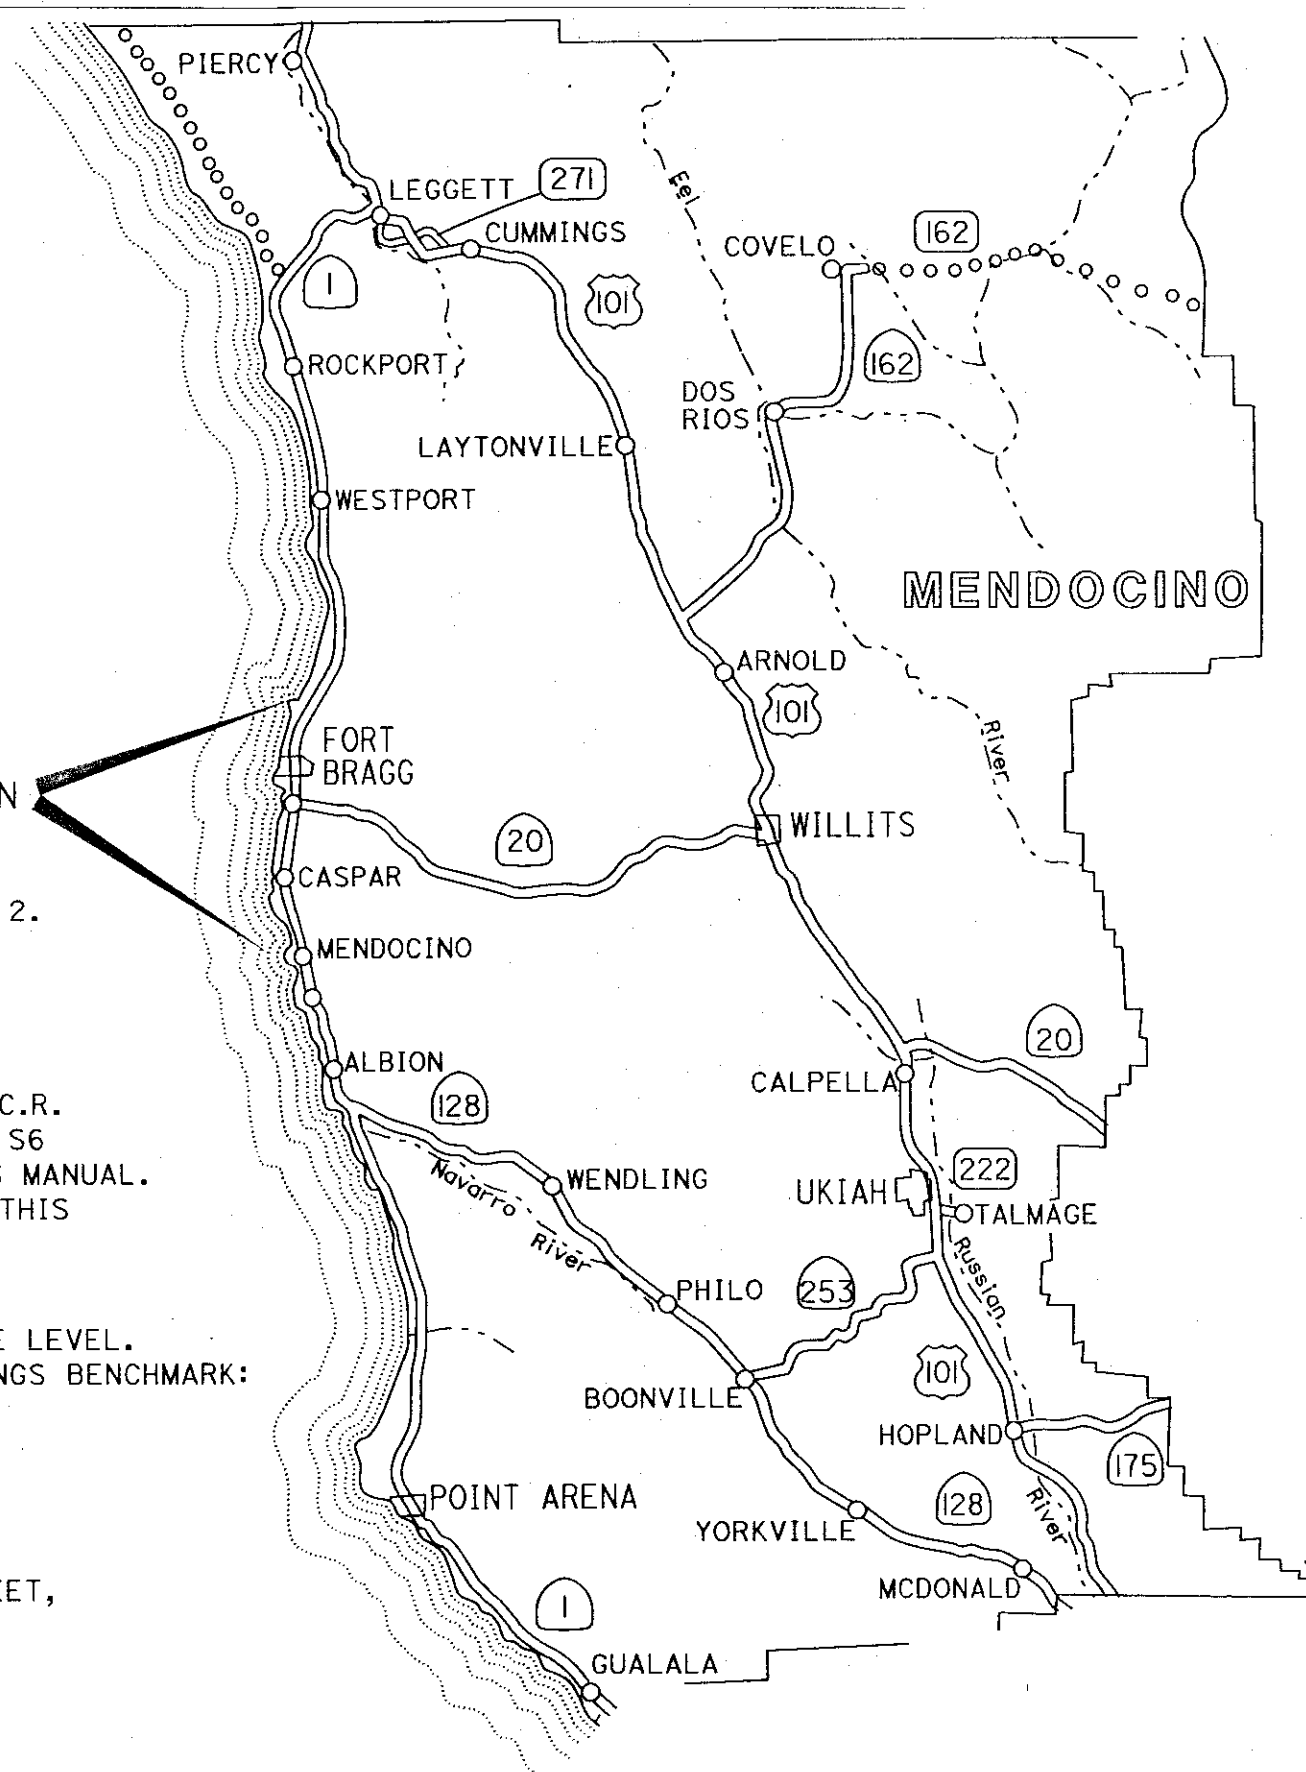 PIERCY
LEGGETT
271
CUMMINGS
1
101
Eel
COVELO
162
162
ROCKPORT
DOS
RIOS
LAYTONVILLE
WESTPORT
MENDOCINO
ARNOLD
101
River
FORT
BRAGG
N
20
WILLITS
CASPAR
2.
MENDOCINO
20
ALBION
CALPELLA
128
C.R.
S6
MANUAL.
THIS
WENDLING
Navarro
River
UKIAH
222
TALMAGE
Russian
PHILO
253
E LEVEL.
NGS BENCHMARK:
101
BOONVILLE
HOPLAND
175
POINT ARENA
128
River
YORKVILLE
MCDONALD
EET,
1
GUALALA